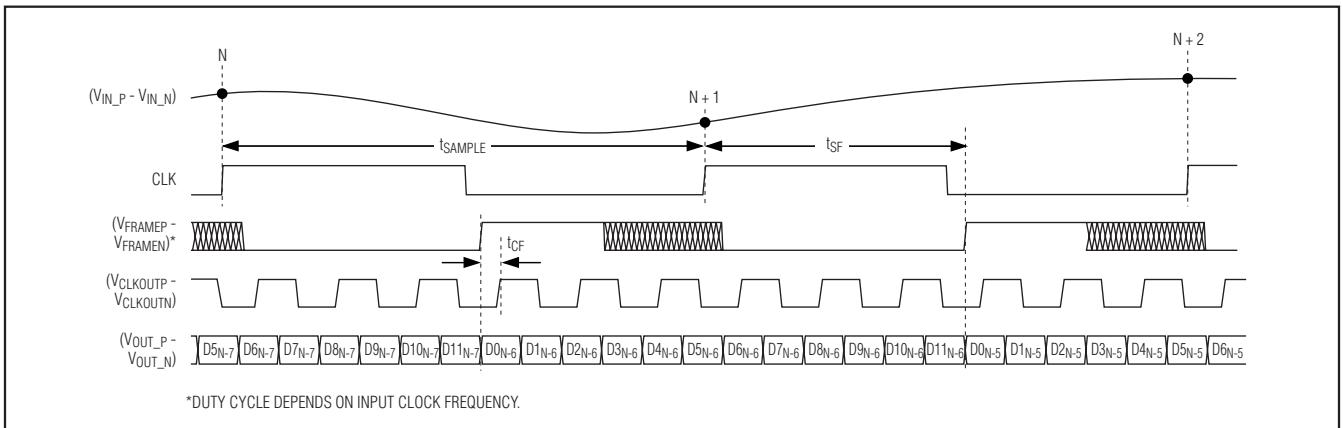 N
N + 2
(VIN_P - VIN_N)
N + 1
tSAMPLE
tSF
CLK
(VFRAMEP -
VFRAMEN)*
tCF
(VCLKOUTP -
VCLKOUTN)
(VOUT_P -
VOUT_N)
D5N-7 D6N-7 D7N-7 D8N-7 D9N-7 D10N-7 D11N-7 D0N-6 D1N-6 D2N-6 D3N-6 D4N-6 D5N-6 D6N-6 D7N-6 D8N-6 D9N-6 D10N-6 D11N-6 D0N-5 D1N-5 D2N-5 D3N-5 D4N-5 D5N-5 D6N-5
*DUTY CYCLE DEPENDS ON INPUT CLOCK FREQUENCY.